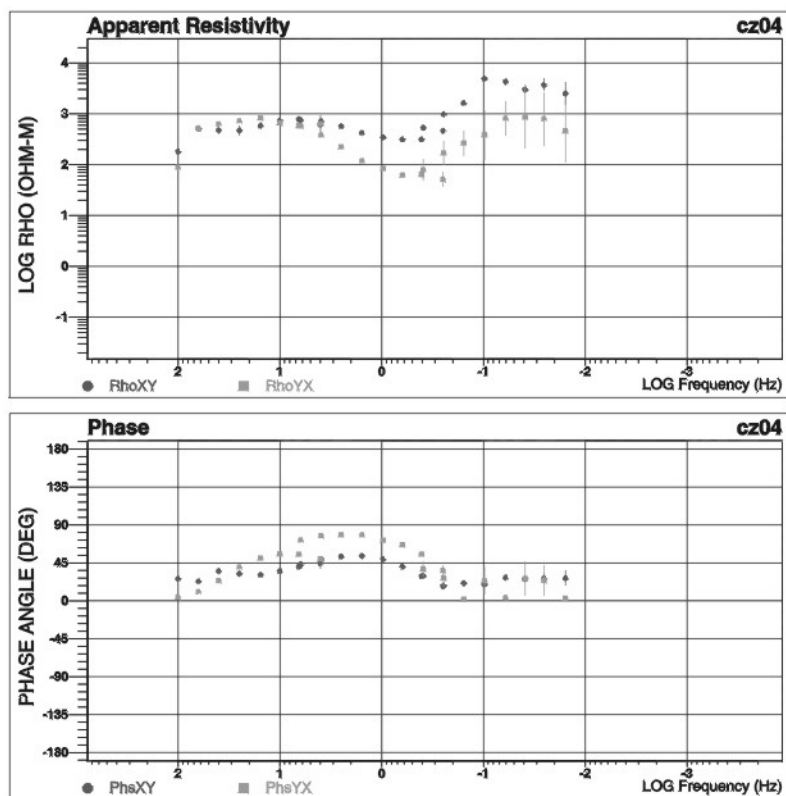 Apparent Resistivity cz04
LOG RHO (OHM-M)
4
3
2
1
0
-1
2 1 0 -1 -2 -3
RhoXY RhoYX LOG Frequency (Hz)
Phase cz04
PHASE ANGLE (DEG)
180
135
90
45
0
-45
-90
-135
-180
2 1 0 -1 -2 -3
PhsXY PhsYX LOG Frequency (Hz)